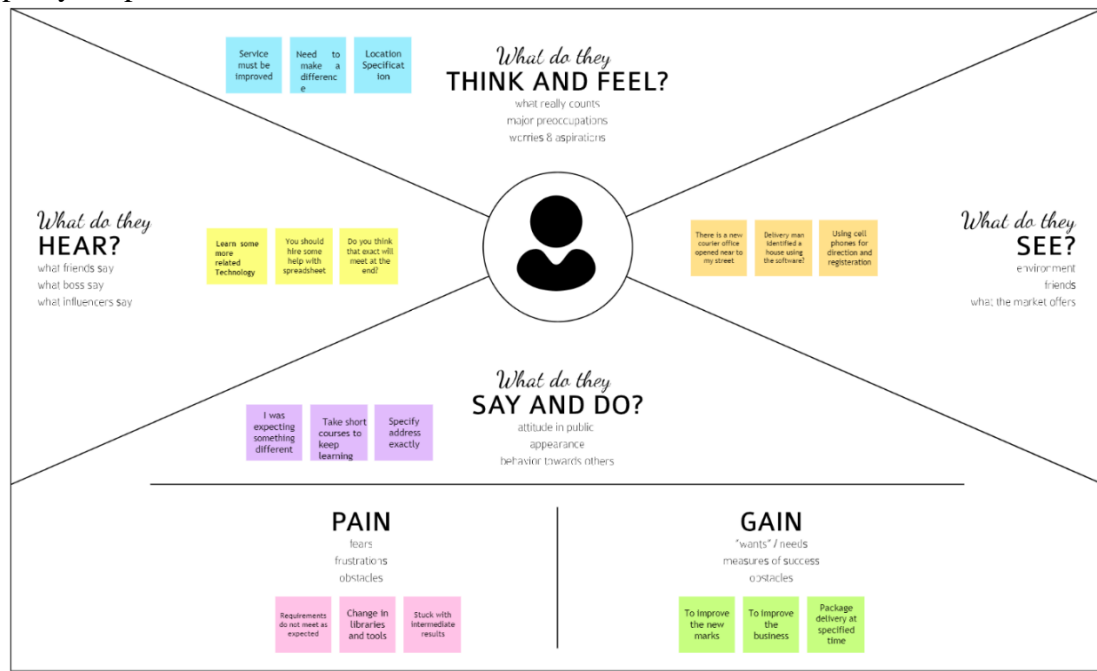 Service
must be
improved
Need to
make a
differenc
e
Location
Specificat
ion
What do they
THINK AND FEEL?
what really counts
major preoccupations
worries & aspirations
What do they
HEAR?
what friends say
what boss say
what influencers say
Learn some
more
related
Technology
You should
hire some
help with
spreadsheet
Do you think
that exact will
meet at the
end?
There is a new
courier office
opened near to
my street
Delivery man
identified a
house using
the software?
Using cell
phones for
direction and
registeration
What do they
SEE?
environment
friends
what the market offers
What do they
SAY AND DO?
attitude in public
appearance
behavior towards others
I was
expecting
something
different
Take short
courses to
keep
learning
Specify
address
exactly
PAIN
fears
frustrations
obstacles
Requirements
do not meet as
expected
Change in
libraries
and tools
Stuck with
intermediate
results
GAIN
"wants" / needs
measures of success
obstacles
To improve
the new
marks
To improve
the
business
Package
delivery at
specified
time